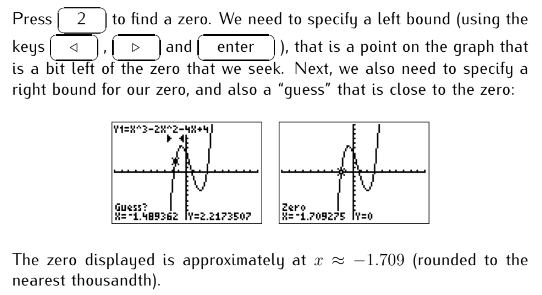 Press 2 to find a zero. We need to specify a left bound (using the
keys ◁ , ▷ and enter ), that is a point on the graph that
is a bit left of the zero that we seek. Next, we also need to specify a
right bound for our zero, and also a “guess” that is close to the zero:
Y1=X^3-2X^2-4X+4
Guess?
X=-1.489362 Y=2.2173507
Zero
X=-1.709275 Y=0
The zero displayed is approximately at x ≈ −1.709 (rounded to the
nearest thousandth).